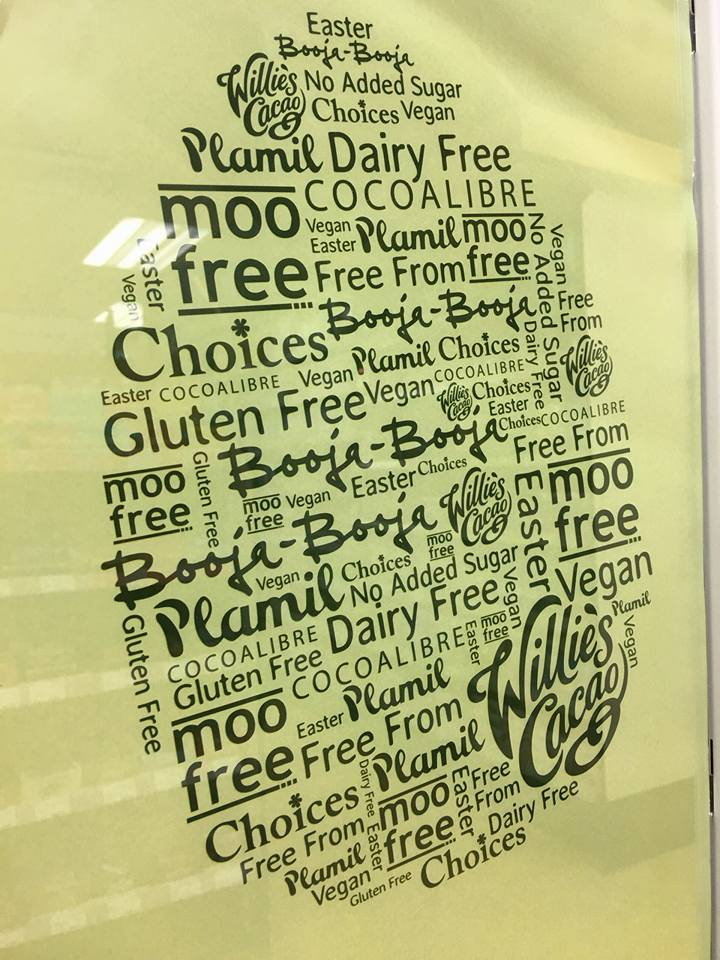 Easter
Booja-Booja
Willie's Cacao
No Added Sugar
Choices Vegan
Plamil Dairy Free
COCOALIBRE
moo free
Vegan
Easter
Plamil
moo free
No Added Sugar
Vegan
Easter
Vegan
Free From
Booja-Booja
Free From
Choices
Plamil Choices
Dairy Free
Willie's Cacao
Easter COCOALIBRE
Vegan
COCOALIBRE
Gluten Free
Vegan
Willie's Cacao
Choices
Easter
Choices
COCOALIBRE
Booja-Booja
Free From
moo free
Gluten Free
moo free
Vegan
Easter
Choices
Willie's Cacao
Easter
moo free
Booja-Booja
moo free
Vegan
Choices
No Added Sugar
Vegan
Vegan
Plamil
Dairy Free
Plamil
Vegan
Gluten Free
COCOALIBRE
Gluten Free
COCOALIBRE
Easter
moo free
Willie's Cacao
moo free
Easter
Plamil
Free From
Plamil
Choices
Dairy Free
moo free
Easter
Free From
Free From
Easter
Dairy Free
Plamil
Vegan
Gluten Free
Choices